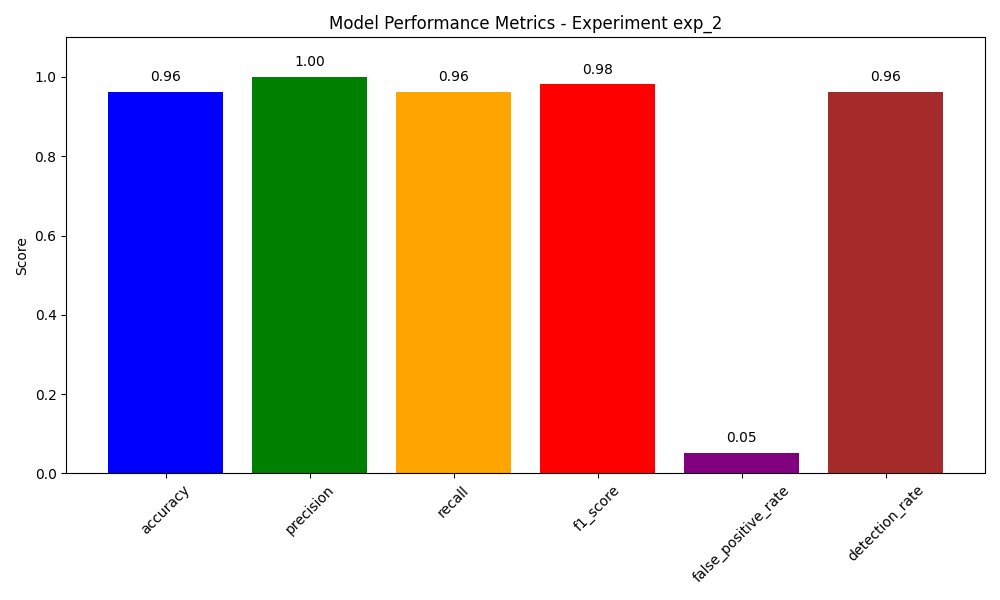 Model Performance Metrics - Experiment exp_2
Score
1.0
0.8
0.6
0.4
0.2
0.0
0.96
1.00
0.96
0.98
0.05
0.96
accuracy
precision
recall
f1_score
false_positive_rate
detection_rate